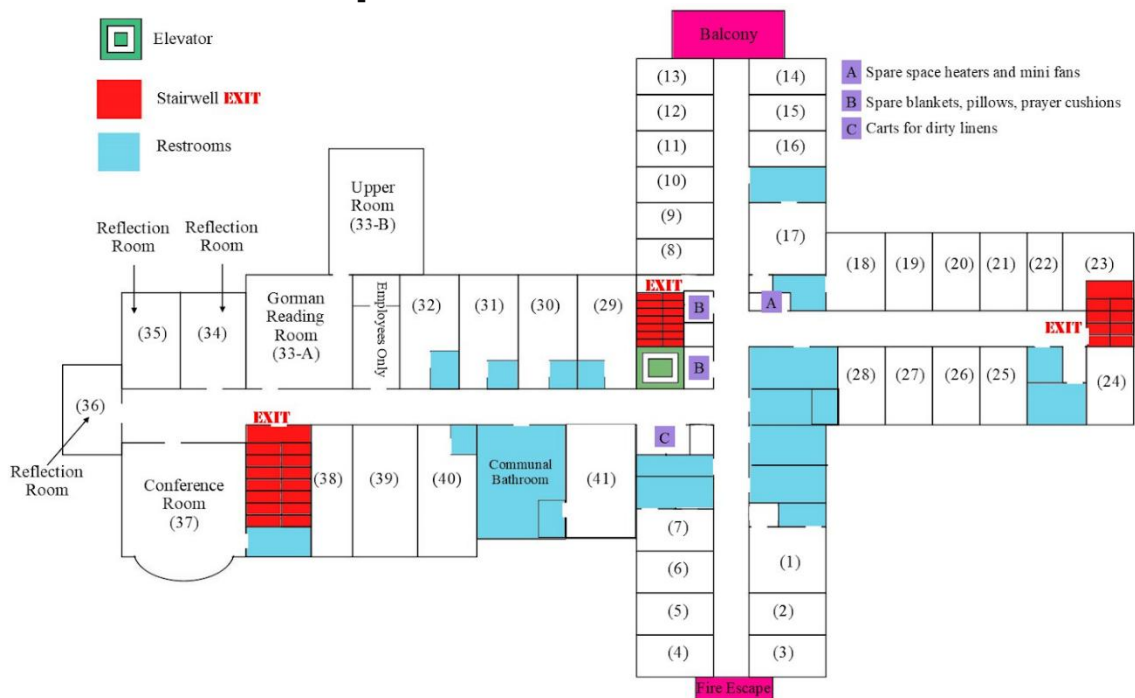 Elevator
Stairwell EXIT
Restrooms
Balcony
A Spare space heaters and mini fans
B Spare blankets, pillows, prayer cushions
C Carts for dirty linens
(13)
(14)
(12)
(15)
(11)
(16)
(10)
(9)
(17)
(8)
Upper
Room
(33-B)
Reflection
Room
Reflection
Room
(35)
(34)
Gorman
Reading
Room
(33-A)
Employees Only
(32)
(31)
(30)
(29)
EXIT
B
B
A
(18)
(19)
(20)
(21)
(22)
(23)
EXIT
(28)
(27)
(26)
(25)
(24)
(36)
Reflection
Room
EXIT
Conference
Room
(37)
(38)
(39)
(40)
Communal
Bathroom
(41)
C
(7)
(1)
(6)
(5)
(2)
(4)
(3)
Fire Escape